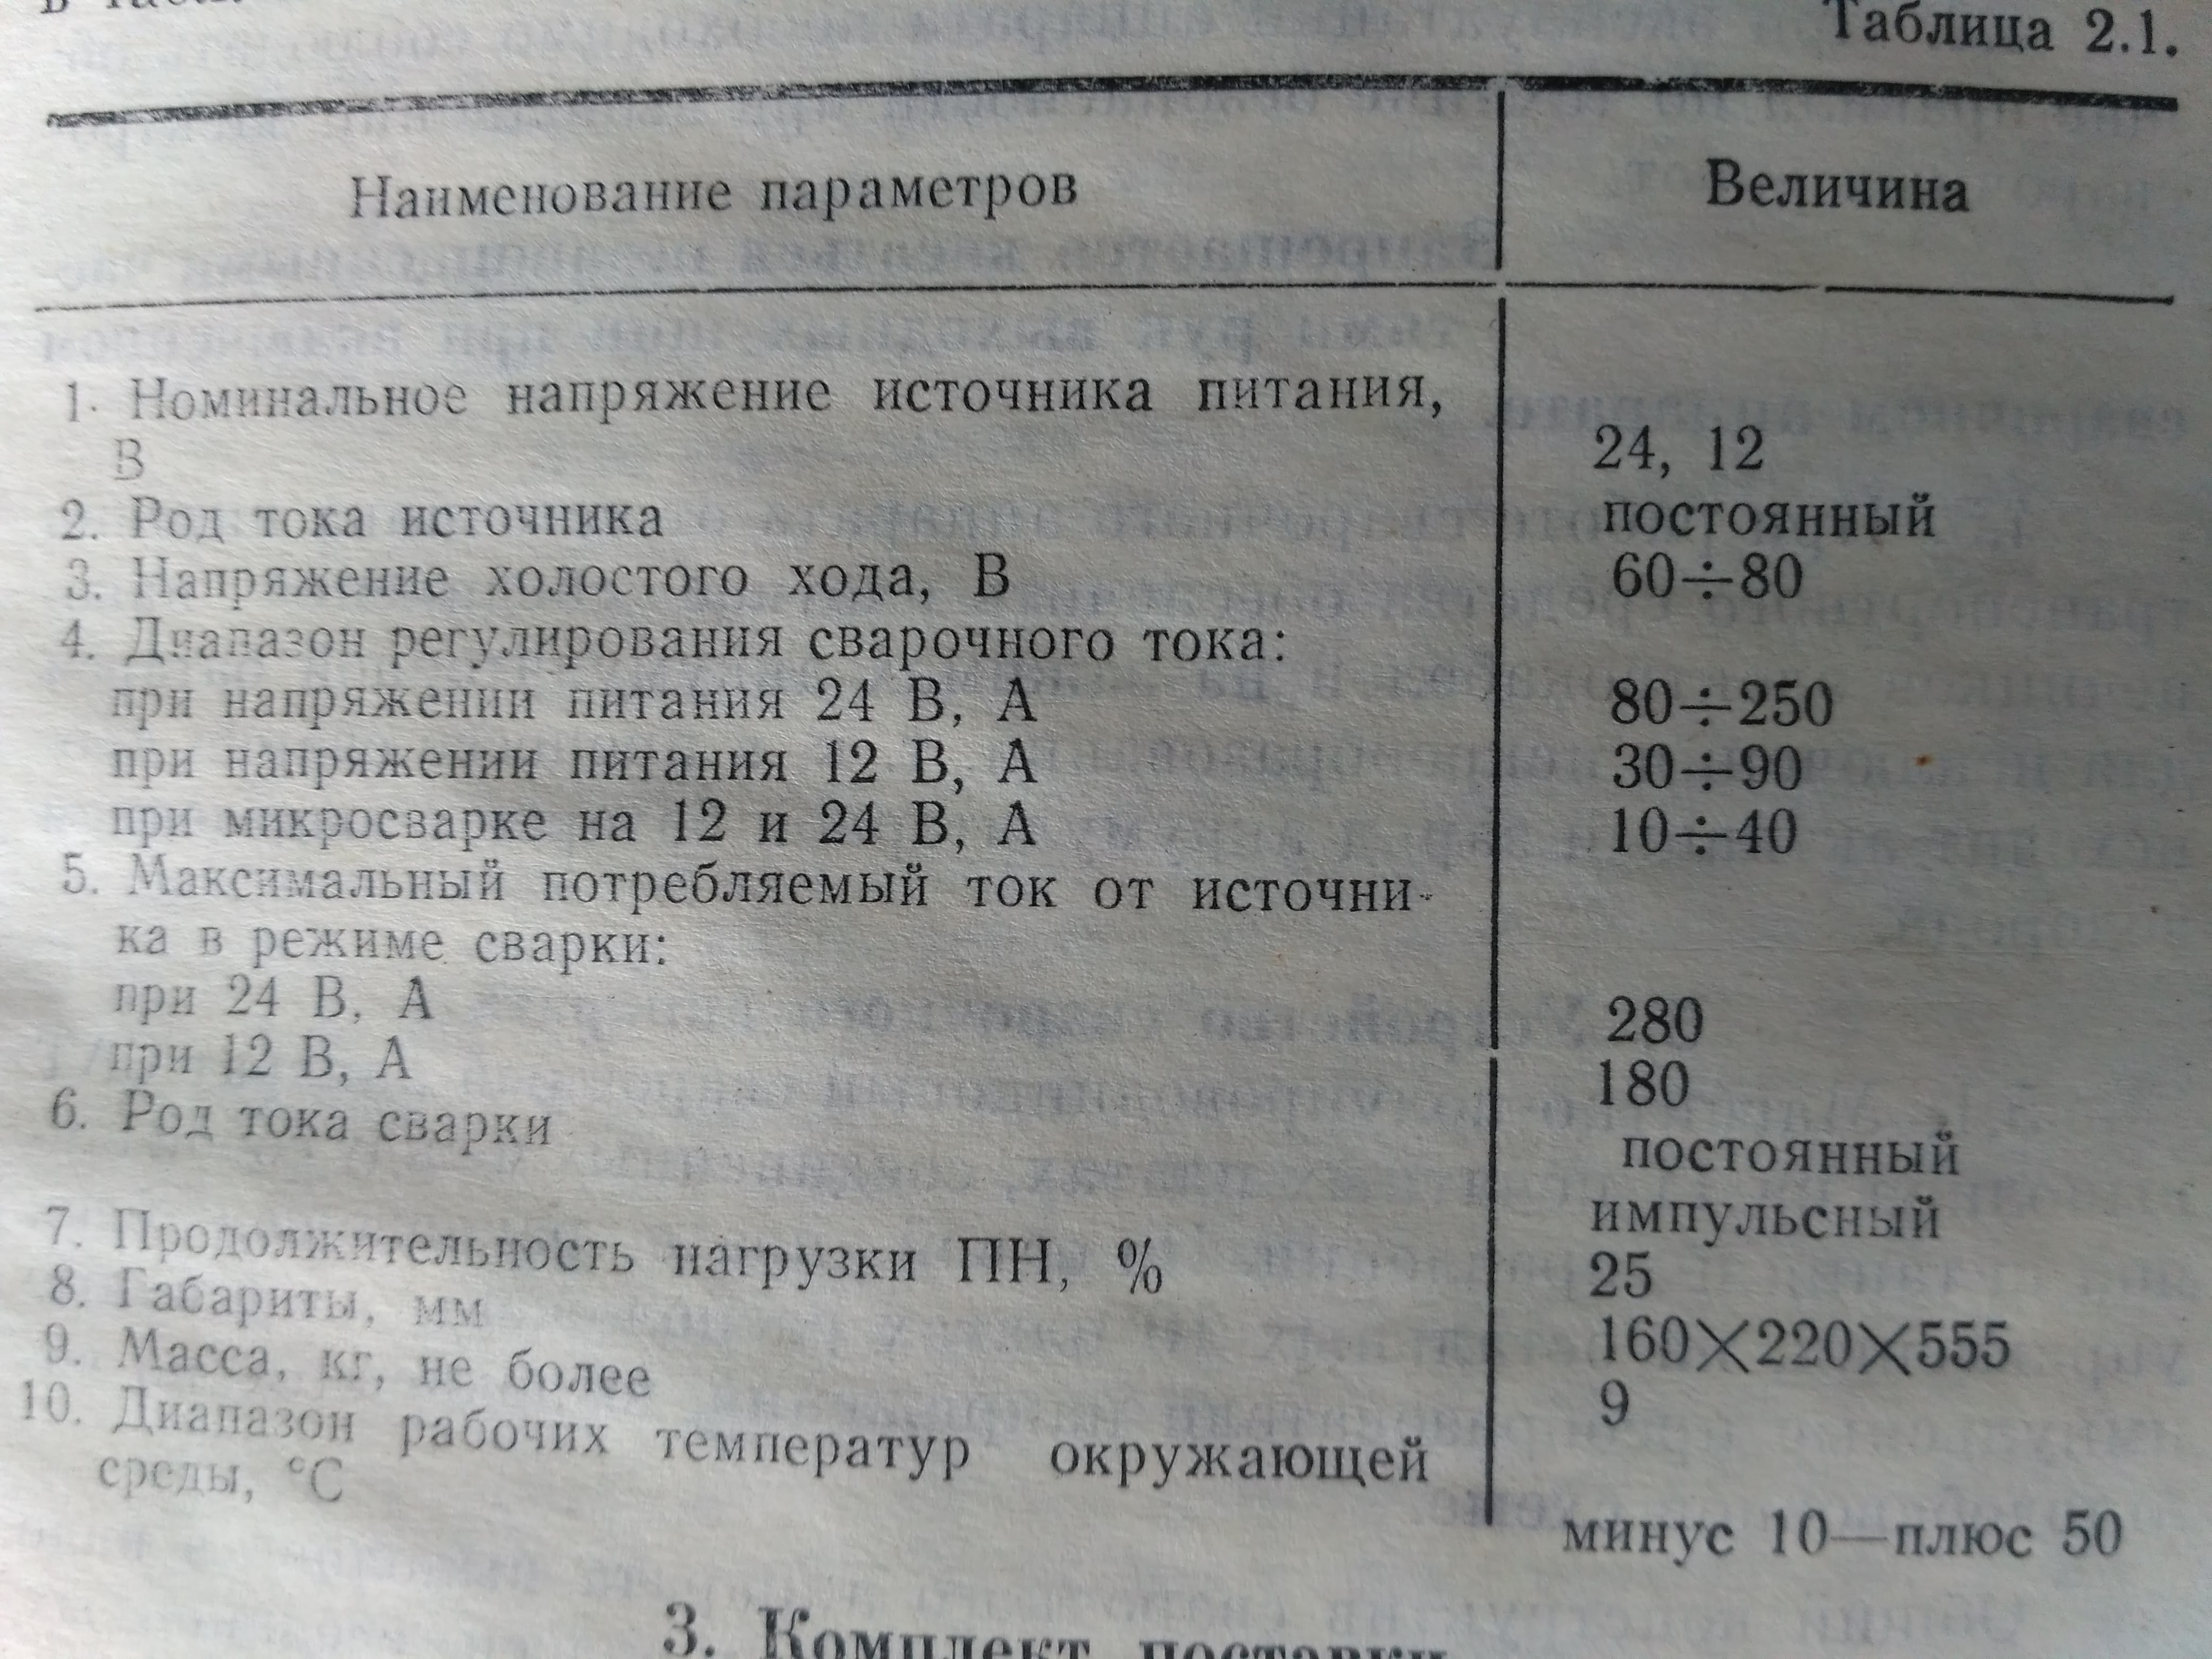 Таблица 2.1.
Наименование параметров Величина
1. Номинальное напряжение источника питания,
В 24, 12
2. Род тока источника постоянный
3. Напряжение холостого хода, В 60÷80
4. Диапазон регулирования сварочного тока:
при напряжении питания 24 В, А 80÷250
при напряжении питания 12 В, А 30÷90
при микросварке на 12 и 24 В, А 10÷40
5. Максимальный потребляемый ток от источни-
ка в режиме сварки:
при 24 В, А 280
при 12 В, А 180
6. Род тока сварки постоянный
импульсный
7. Продолжительность нагрузки ПН, % 25
8. Габариты, мм 160×220×555
9. Масса, кг, не более 9
10. Диапазон рабочих температур окружающей
среды, °С минус 10—плюс 50
3. Комплект поставки